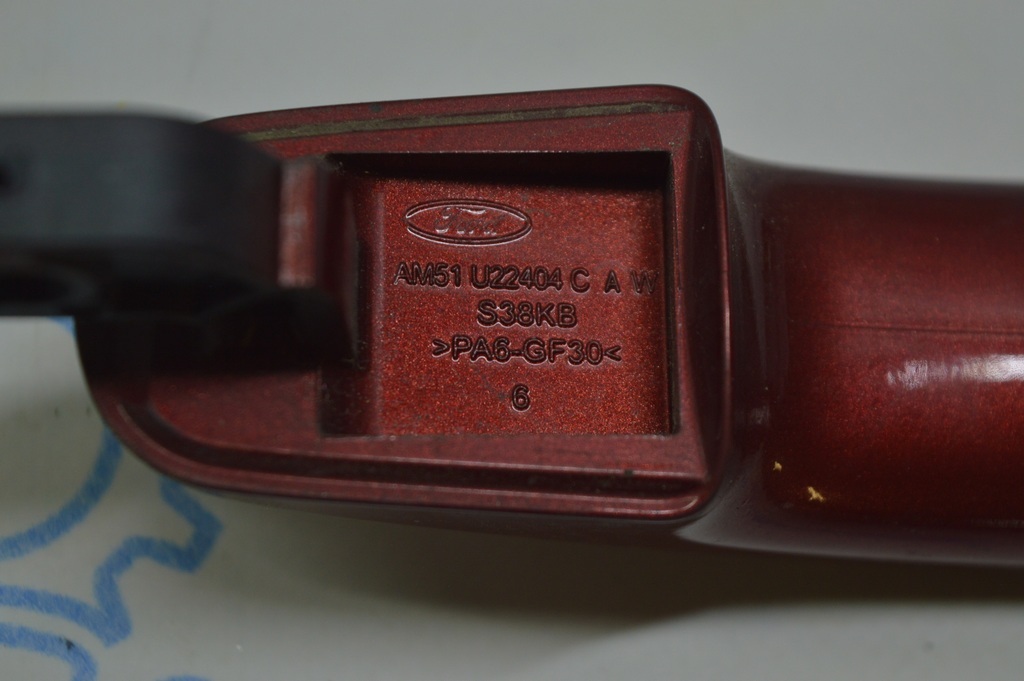 Ford
AM51 U22404 C A W
S38KB
>PA6-GF30<
6